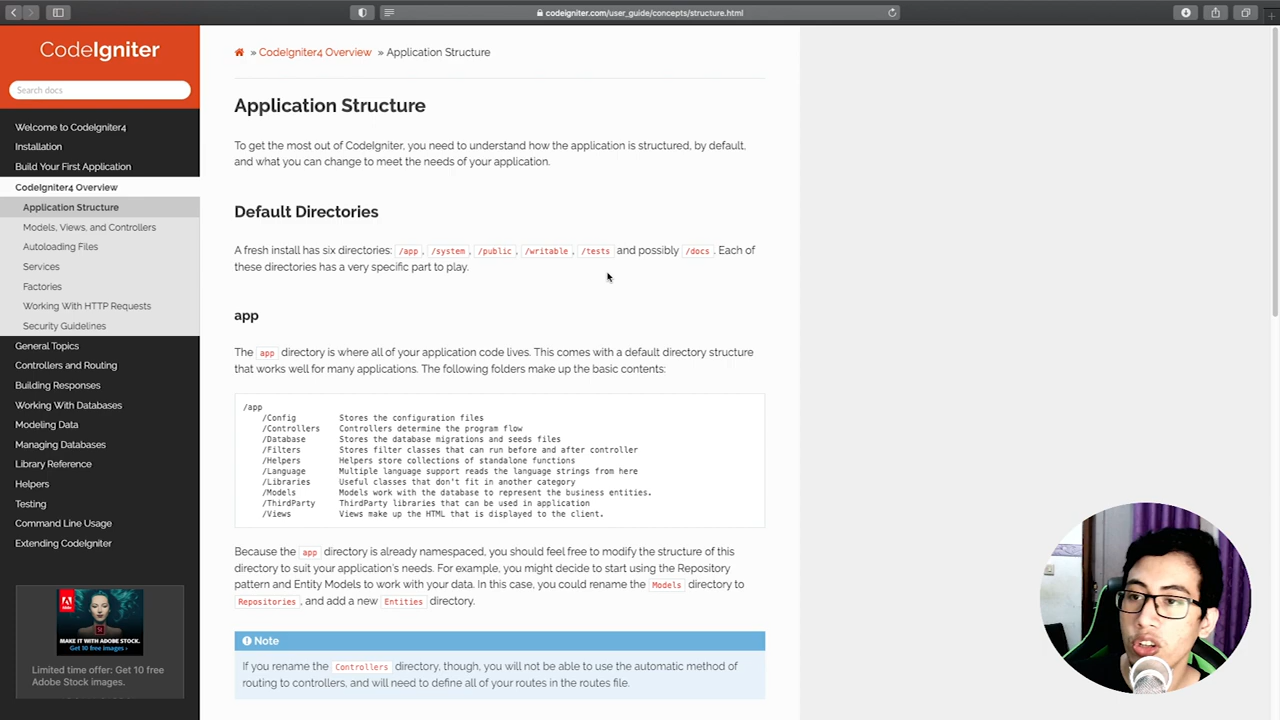 codeigniter.com/user_guide/concepts/structure.html
CodeIgniter
Search docs
Welcome to CodeIgniter4
Installation
Build Your First Application
CodeIgniter4 Overview
Application Structure
Models, Views, and Controllers
Autoloading Files
Services
Factories
Working With HTTP Requests
Security Guidelines
General Topics
Controllers and Routing
Building Responses
Working With Databases
Modeling Data
Managing Databases
Library Reference
Helpers
Testing
Command Line Usage
Extending CodeIgniter
MAKE IT WITH ADOBE STOCK.
Get 10 free images ›
Limited time offer: Get 10 free
Adobe Stock images.
» CodeIgniter4 Overview » Application Structure
Application Structure
To get the most out of CodeIgniter, you need to understand how the application is structured, by default,
and what you can change to meet the needs of your application.
Default Directories
A fresh install has six directories: /app, /system, /public, /writable, /tests and possibly /docs. Each of
these directories has a very specific part to play.
app
The app directory is where all of your application code lives. This comes with a default directory structure
that works well for many applications. The following folders make up the basic contents:
/app
/Config Stores the configuration files
/Controllers Controllers determine the program flow
/Database Stores the database migrations and seeds files
/Filters Stores filter classes that can run before and after controller
/Helpers Helpers store collections of standalone functions
/Language Multiple language support reads the language strings from here
/Libraries Useful classes that don't fit in another category
/Models Models work with the database to represent the business entities.
/ThirdParty ThirdParty libraries that can be used in application
/Views Views make up the HTML that is displayed to the client.
Because the app directory is already namespaced, you should feel free to modify the structure of this
directory to suit your application's needs. For example, you might decide to start using the Repository
pattern and Entity Models to work with your data. In this case, you could rename the Models directory to
Repositories, and add a new Entities directory.
Note
If you rename the Controllers directory, though, you will not be able to use the automatic method of
routing to controllers, and will need to define all of your routes in the routes file.